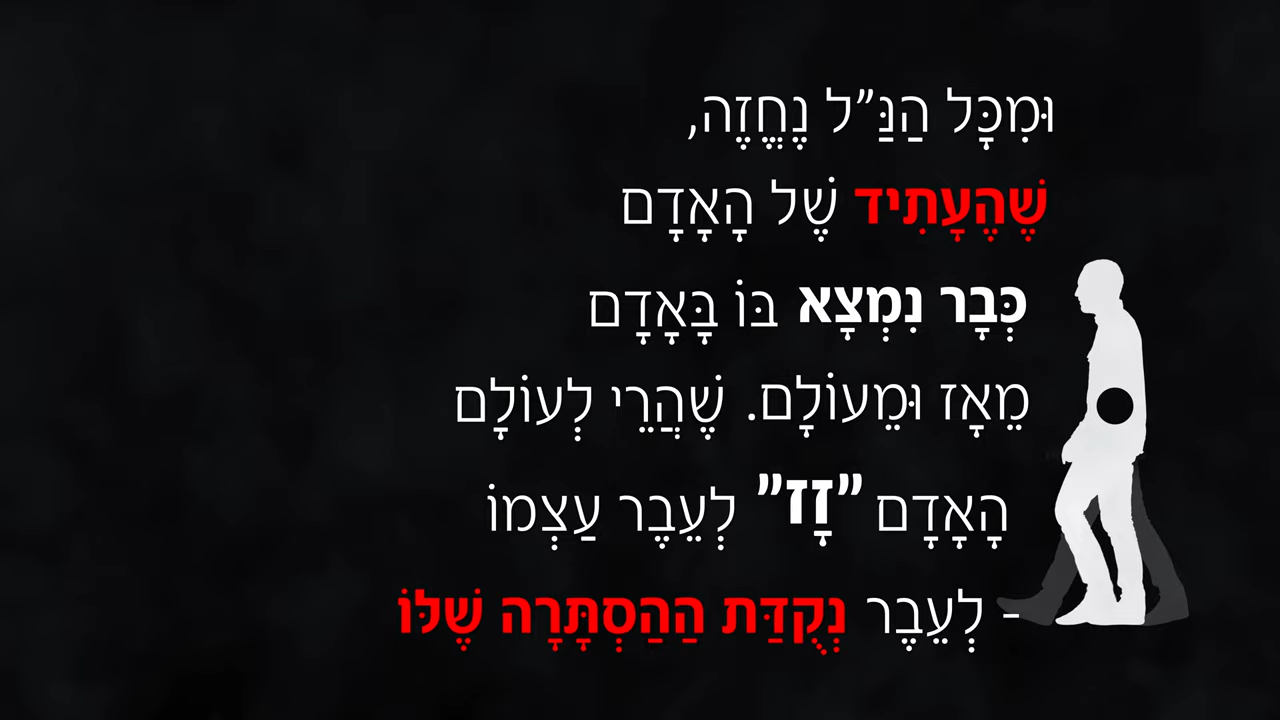 וּמִכָּל הַנַּ״ל נֶחֱזֶה,
שֶׁהֶעָתִיד שֶׁל הָאָדָם
כְּבָר נִמְצָא בּוֹ בָּאָדָם
מֵאָז וּמֵעוֹלָם. שֶׁהֲרֵי לְעוֹלָם
הָאָדָם ״זָז״ לְעֵבֶר עַצְמוֹ
- לְעֵבֶר נְקֻדַּת הַהַסְתָּרָה שֶׁלּוֹ